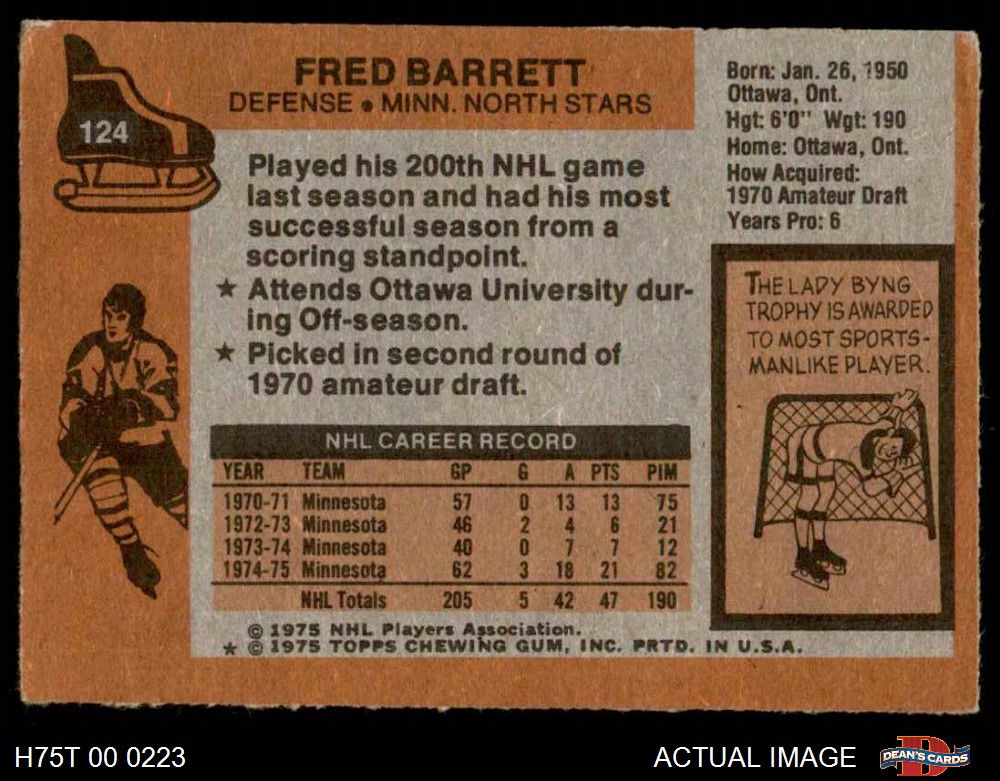 124
FRED BARRETT
DEFENSE • MINN. NORTH STARS
Born: Jan. 26, 1950
Ottawa, Ont.
Hgt: 6'0" Wgt: 190
Home: Ottawa, Ont.
How Acquired:
1970 Amateur Draft
Years Pro: 6
Played his 200th NHL game
last season and had his most
successful season from a
scoring standpoint.
★ Attends Ottawa University dur-
ing Off-season.
★ Picked in second round of
1970 amateur draft.
THE LADY BYNG
TROPHY IS AWARDED
TO MOST SPORTS-
MANLIKE PLAYER.
NHL CAREER RECORD
YEAR TEAM GP G A PTS PIM
1970-71 Minnesota 57 0 13 13 75
1972-73 Minnesota 46 2 4 6 21
1973-74 Minnesota 40 0 7 7 12
1974-75 Minnesota 62 3 18 21 82
NHL Totals 205 5 42 47 190
© 1975 NHL Players Association.
★ © 1975 TOPPS CHEWING GUM, INC. PRTD. IN U.S.A.
H75T 00 0223
ACTUAL IMAGE
D
DEAN'S CARDS